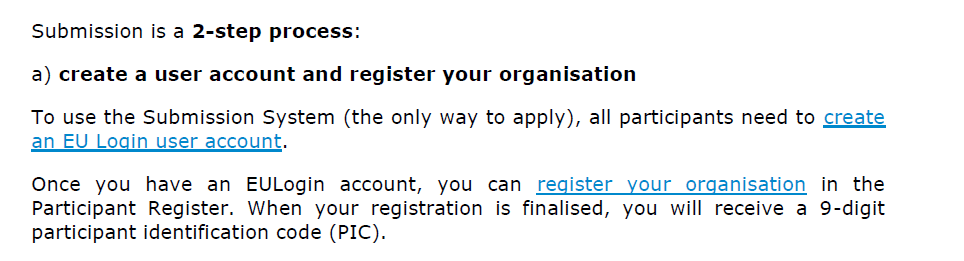 Submission is a 2-step process:
a) create a user account and register your organisation
To use the Submission System (the only way to apply), all participants need to create
an EU Login user account.
Once you have an EULogin account, you can register your organisation in the
Participant Register. When your registration is finalised, you will receive a 9-digit
participant identification code (PIC).